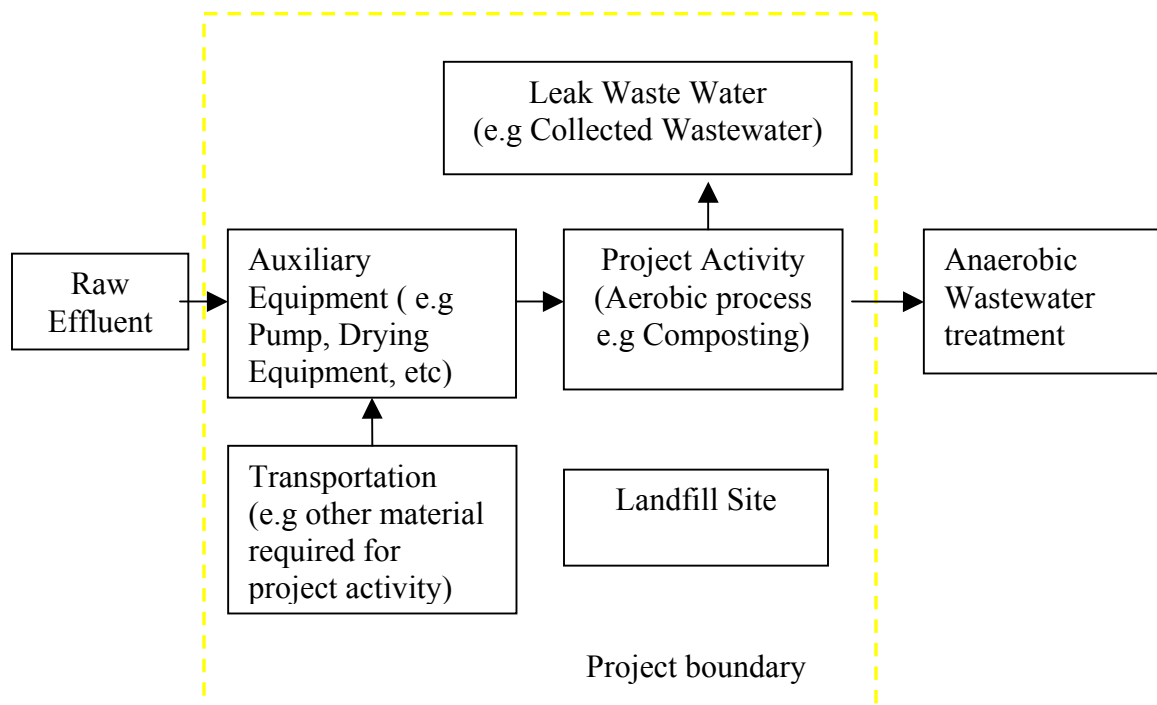 Leak Waste Water
(e.g Collected Wastewater)
Raw
Effluent
Auxiliary
Equipment ( e.g
Pump, Drying
Equipment, etc)
Project Activity
(Aerobic process
e.g Composting)
Anaerobic
Wastewater
treatment
Transportation
(e.g other material
required for
project activity)
Landfill Site
Project boundary